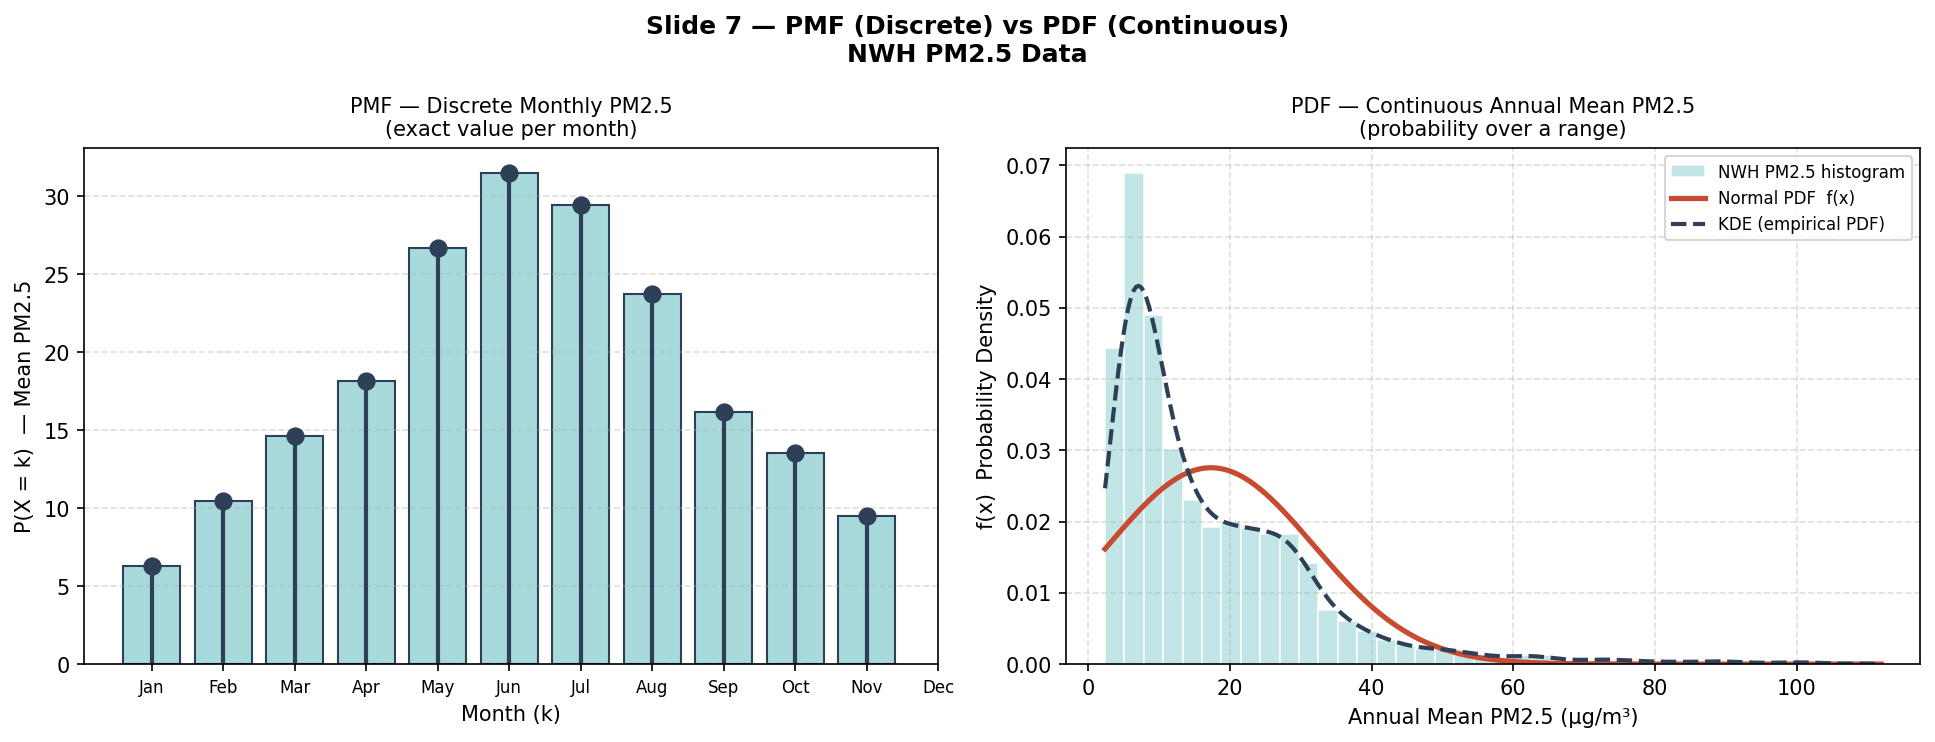 Slide 7 — PMF (Discrete) vs PDF (Continuous)
NWH PM2.5 Data
PMF — Discrete Monthly PM2.5
(exact value per month)
P(X = k) — Mean PM2.5
30
25
20
15
10
5
0
Jan Feb Mar Apr May Jun Jul Aug Sep Oct Nov Dec
Month (k)
PDF — Continuous Annual Mean PM2.5
(probability over a range)
f(x) Probability Density
0.07
0.06
0.05
0.04
0.03
0.02
0.01
0.00
NWH PM2.5 histogram
Normal PDF f(x)
KDE (empirical PDF)
0 20 40 60 80 100
Annual Mean PM2.5 (µg/m³)